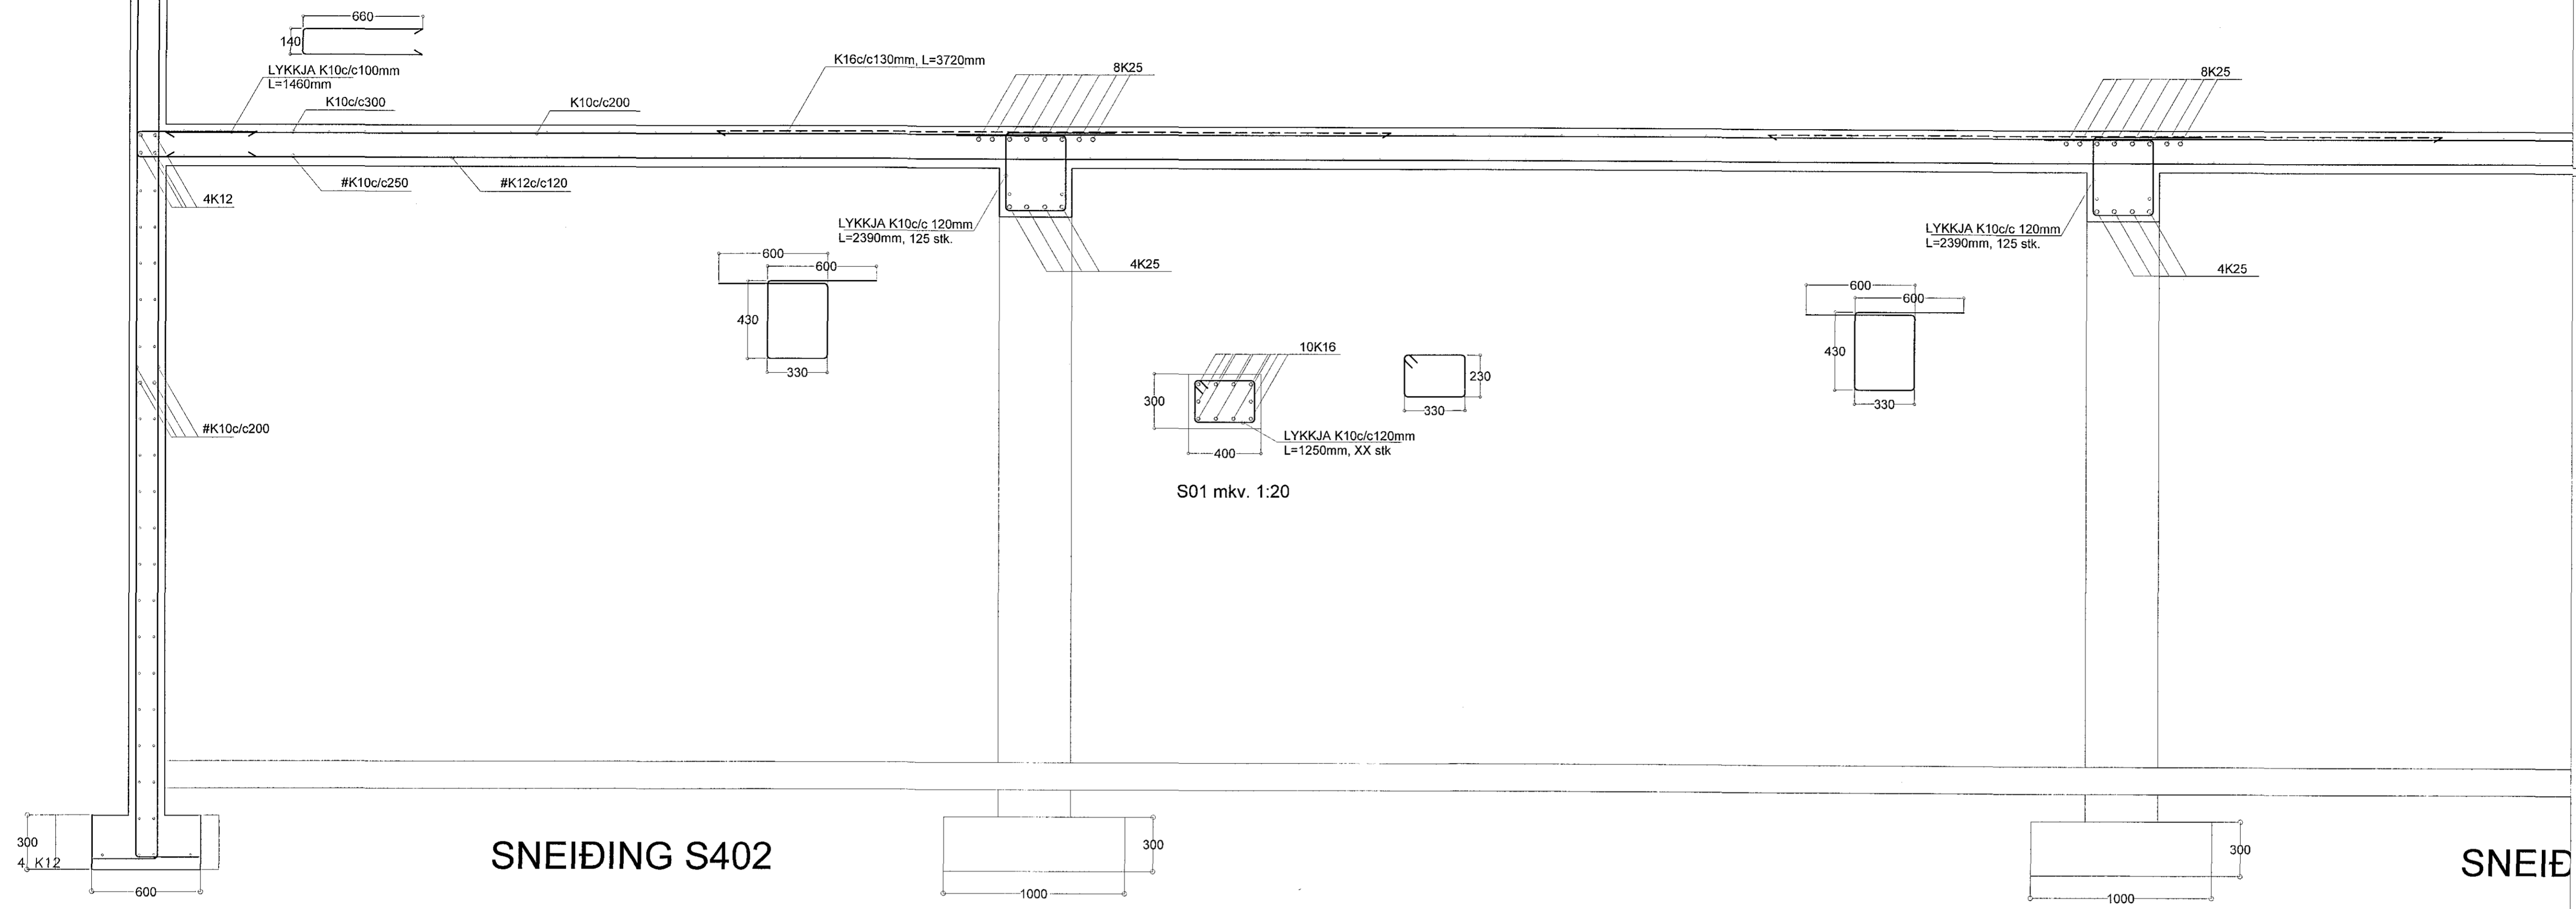 660
140
LYKKJA K10c/c100mm
L=1460mm
K10c/c300
K10c/c200
K16c/c130mm, L=3720mm
8K25
8K25
4K12
#K10c/c250
#K12c/c120
LYKKJA K10c/c 120mm
L=2390mm, 125 stk.
4K25
LYKKJA K10c/c 120mm
L=2390mm, 125 stk.
4K25
600
600
430
330
600
600
430
330
10K16
300
400
LYKKJA K10c/c120mm
L=1250mm, XX stk
230
330
S01 mkv. 1:20
#K10c/c200
300
4 K12
600
SNEIÐING S402
300
1000
300
1000
SNEIÐ